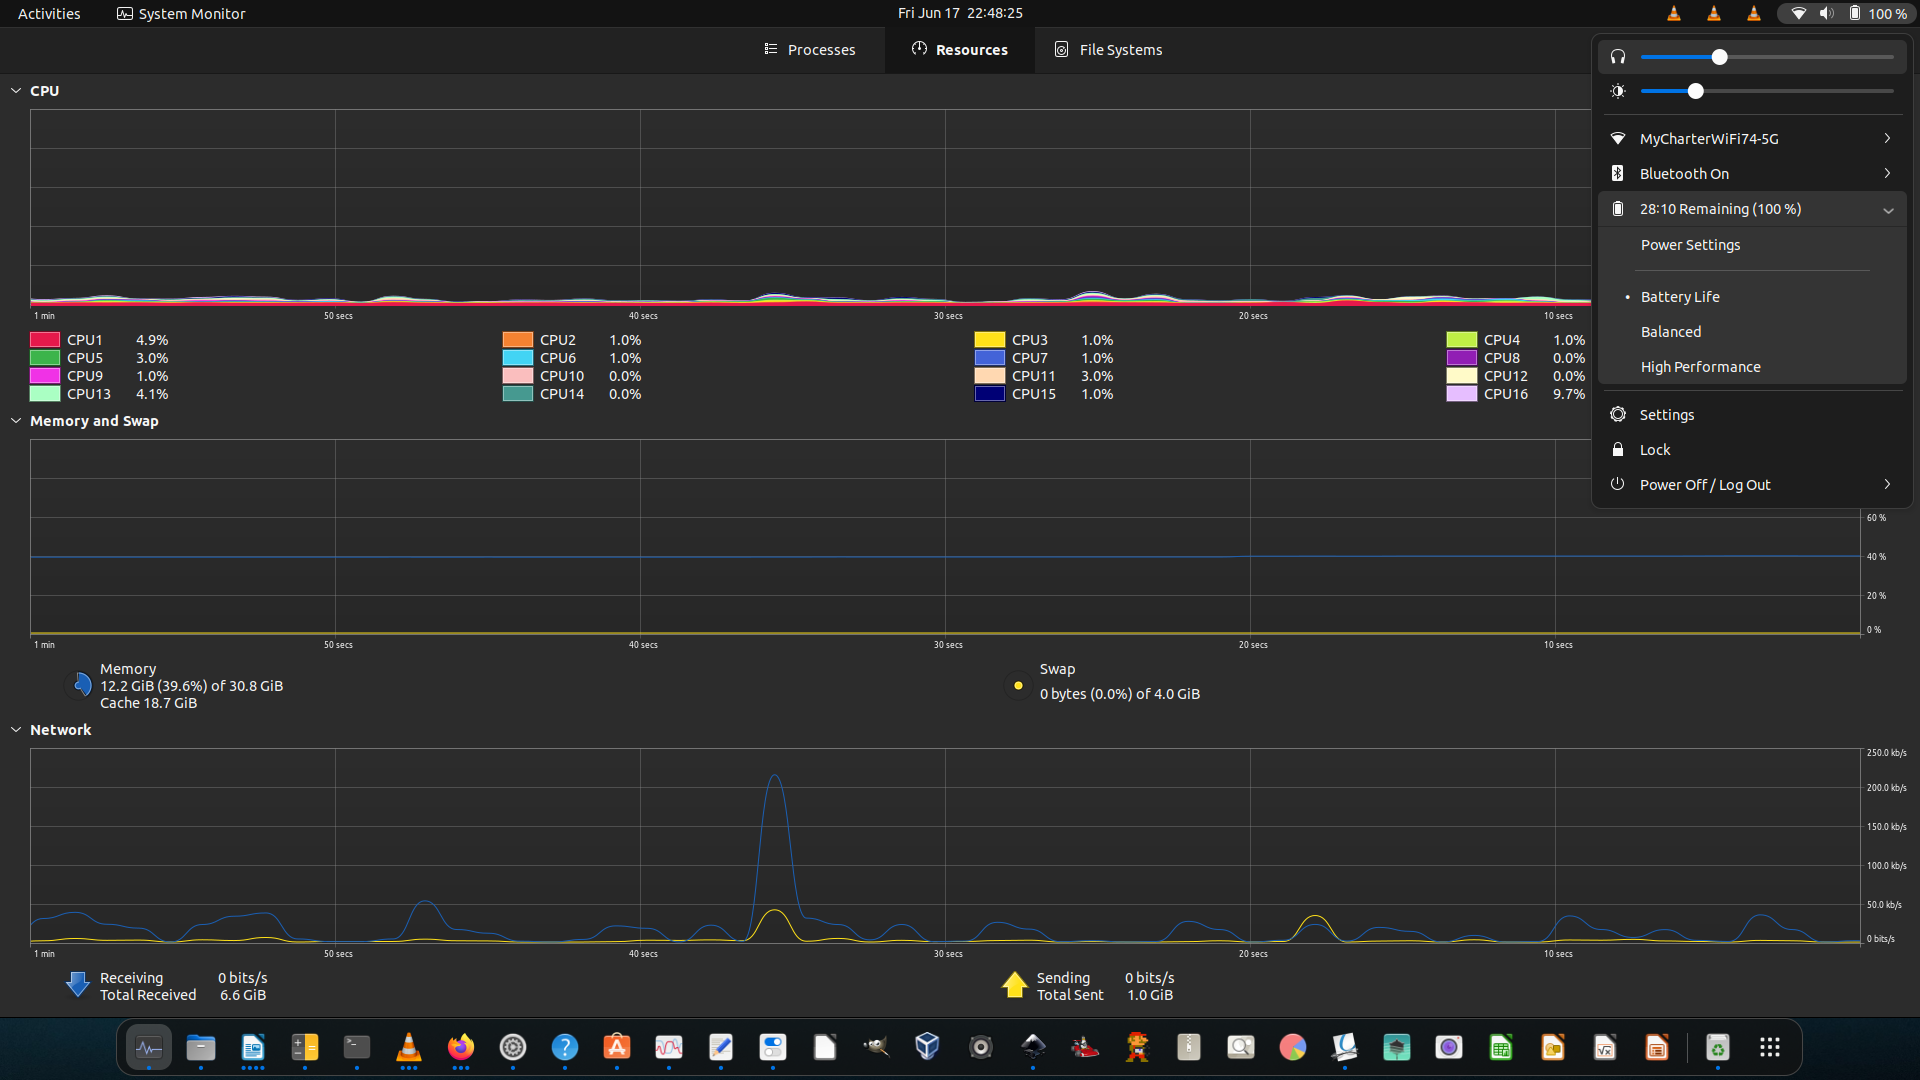 Activities
System Monitor
Fri Jun 17 22:48:25
100 %
Processes
Resources
File Systems
CPU
1 min
50 secs
40 secs
30 secs
20 secs
10 secs
CPU1 4.9%
CPU2 1.0%
CPU3 1.0%
CPU4 1.0%
CPU5 3.0%
CPU6 1.0%
CPU7 1.0%
CPU8 0.0%
CPU9 1.0%
CPU10 0.0%
CPU11 3.0%
CPU12 0.0%
CPU13 4.1%
CPU14 0.0%
CPU15 1.0%
CPU16 9.7%
MyCharterWiFi74-5G
Bluetooth On
28:10 Remaining (100 %)
Power Settings
Battery Life
Balanced
High Performance
Settings
Lock
Power Off / Log Out
Memory and Swap
60 %
40 %
20 %
0 %
1 min
50 secs
40 secs
30 secs
20 secs
10 secs
Memory
12.2 GiB (39.6%) of 30.8 GiB
Cache 18.7 GiB
Swap
0 bytes (0.0%) of 4.0 GiB
Network
250.0 kb/s
200.0 kb/s
150.0 kb/s
100.0 kb/s
50.0 kb/s
0 bits/s
1 min
50 secs
40 secs
30 secs
20 secs
10 secs
Receiving 0 bits/s
Total Received 6.6 GiB
Sending 0 bits/s
Total Sent 1.0 GiB